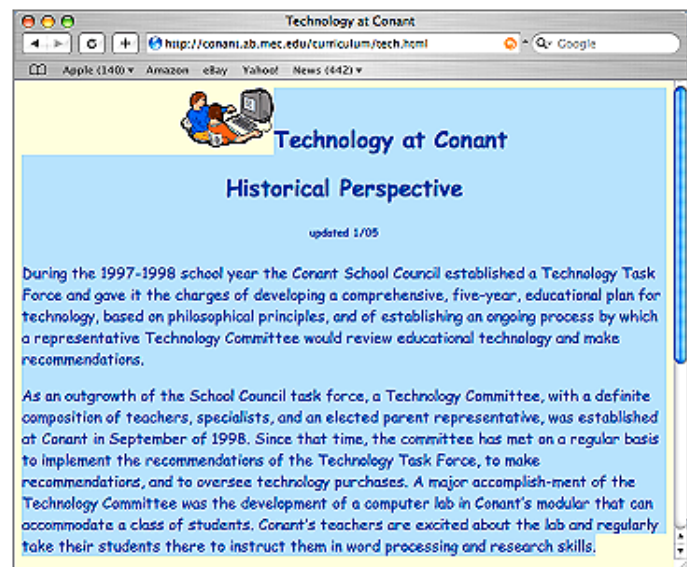 Technology at Conant
http://conant.ab.mec.edu/curriculum/tech.html
Google
Apple (140) Amazon eBay Yahoo! News (442)
Technology at Conant
Historical Perspective
updated 1/05
During the 1997-1998 school year the Conant School Council established a Technology Task
Force and gave it the charges of developing a comprehensive, five-year, educational plan for
technology, based on philosophical principles, and of establishing an ongoing process by which
a representative Technology Committee would review educational technology and make
recommendations.
As an outgrowth of the School Council task force, a Technology Committee, with a definite
composition of teachers, specialists, and an elected parent representative, was established
at Conant in September of 1998. Since that time, the committee has met on a regular basis
to implement the recommendations of the Technology Task Force, to make
recommendations, and to oversee technology purchases. A major accomplish-ment of the
Technology Committee was the development of a computer lab in Conant's modular that can
accommodate a class of students. Conant's teachers are excited about the lab and regularly
take their students there to instruct them in word processing and research skills.